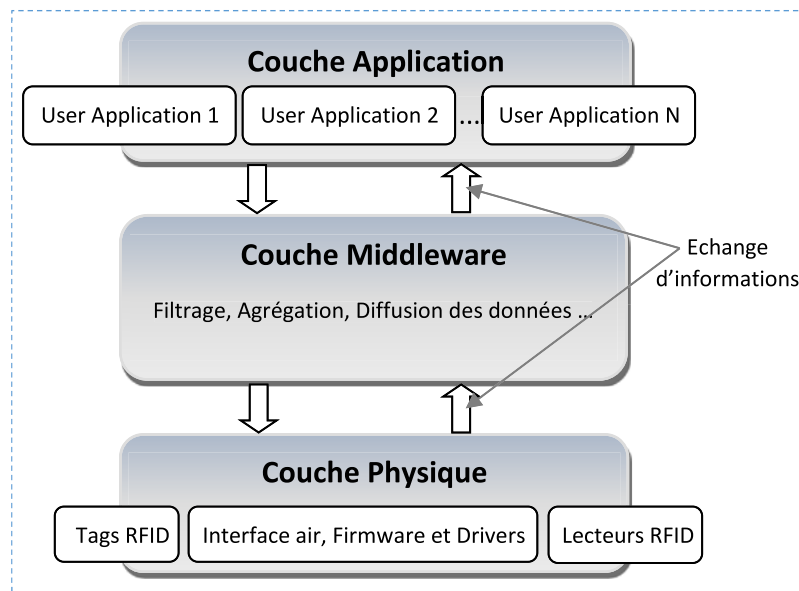 Couche Application
User Application 1
User Application 2
...
User Application N
Couche Middleware
Filtrage, Agrégation, Diffusion des données ...
Echange
d’informations
Couche Physique
Tags RFID
Interface air, Firmware et Drivers
Lecteurs RFID